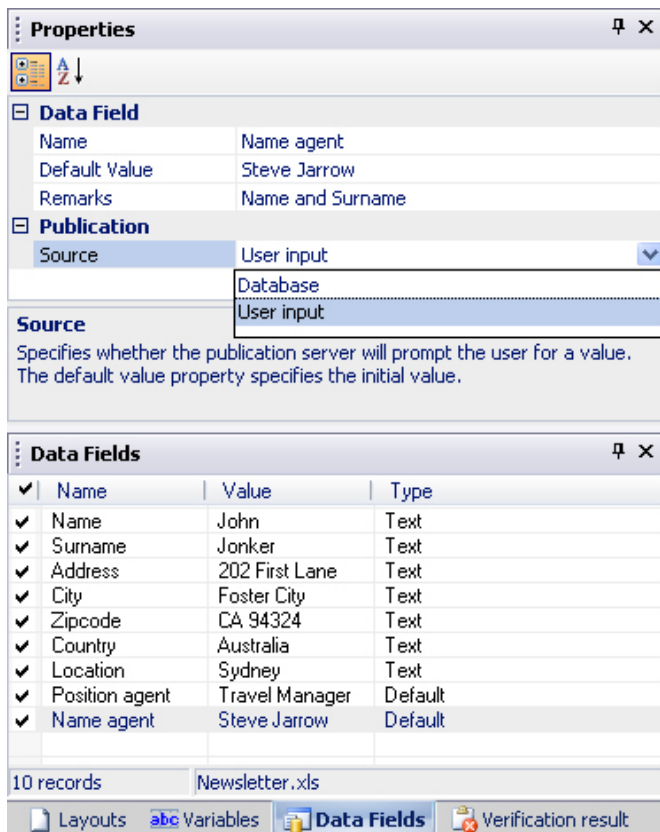 Properties
Data Field
Name Name agent
Default Value Steve Jarrow
Remarks Name and Surname
Publication
Source User input
Database
User input
Source
Specifies whether the publication server will prompt the user for a value.
The default value property specifies the initial value.
Data Fields
Name Value Type
Name John Text
Surname Jonker Text
Address 202 First Lane Text
City Foster City Text
Zipcode CA 94324 Text
Country Australia Text
Location Sydney Text
Position agent Travel Manager Default
Name agent Steve Jarrow Default
10 records Newsletter.xls
Layouts abc Variables Data Fields Verification result